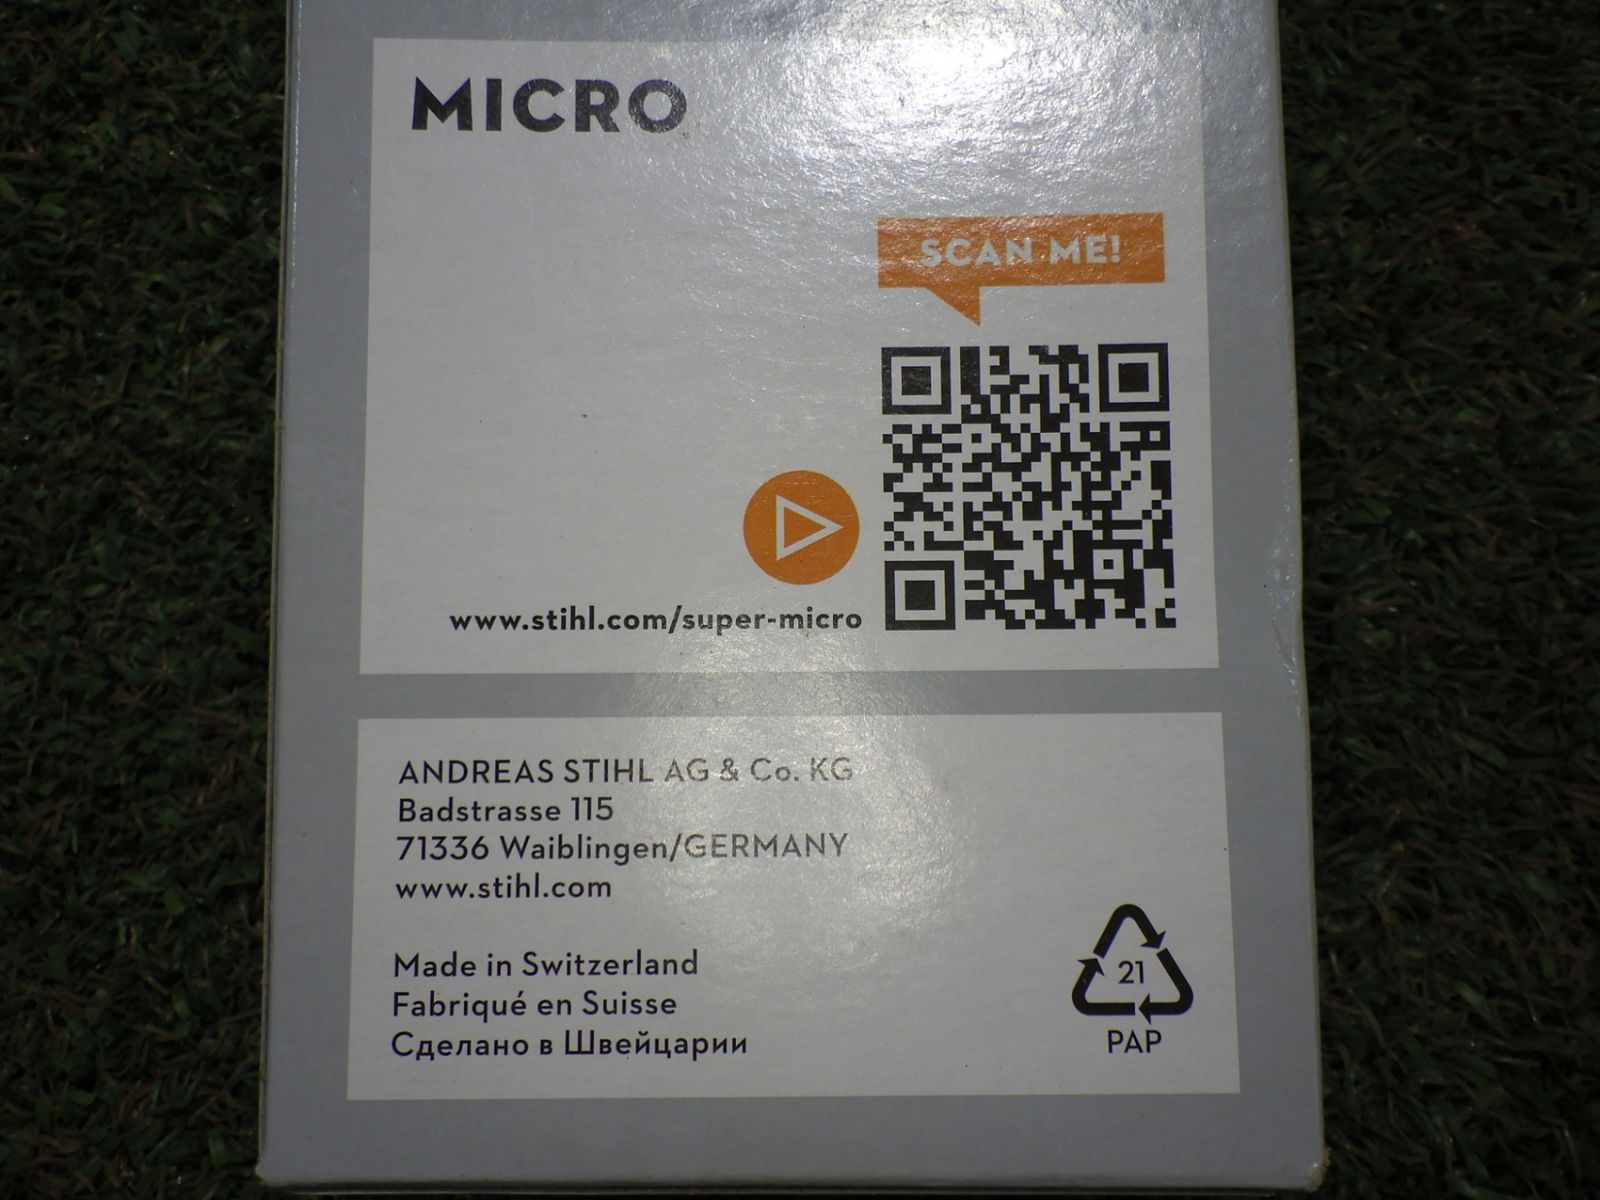 MICRO
SCAN ME!
www.stihl.com/super-micro
ANDREAS STIHL AG & Co. KG
Badstrasse 115
71336 Waiblingen/GERMANY
www.stihl.com
Made in Switzerland
Fabriqué en Suisse
Сделано в Швейцарии
21
PAP